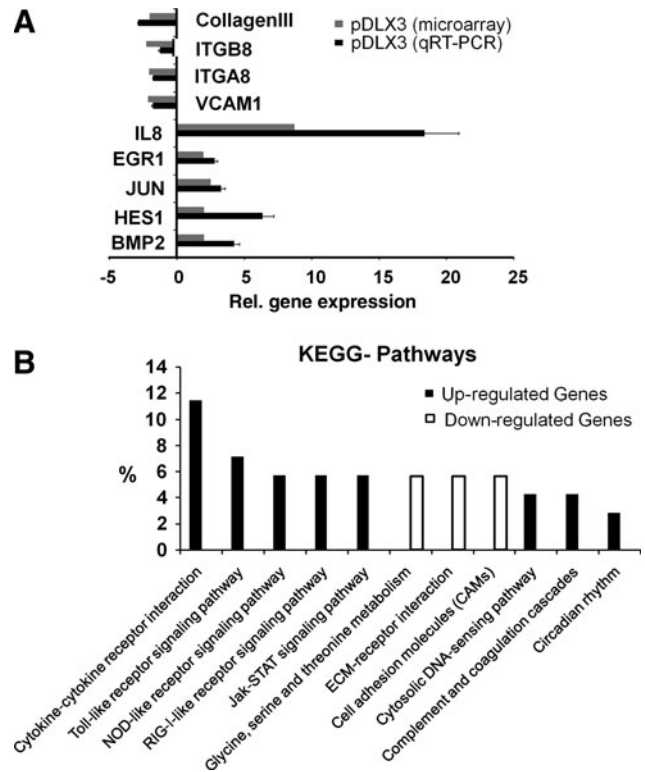 A
CollagenIII
ITGB8
ITGA8
VCAM1
IL8
EGR1
JUN
HES1
BMP2
pDLX3 (microarray)
pDLX3 (qRT-PCR)
-5 0 5 10 15 20 25
Rel. gene expression
B
KEGG- Pathways
Up-regulated Genes
Down-regulated Genes
%
14
12
10
8
6
4
2
0
Cytokine-cytokine receptor interaction
Toll-like receptor signaling pathway
NOD-like receptor signaling pathway
RIG-I-like receptor signaling pathway
Jak-STAT signaling pathway
Glycine, serine and threonine metabolism
ECM-receptor interaction
Cell adhesion molecules (CAMs)
Cytosolic DNA-sensing pathway
Complement and coagulation cascades
Circadian rhythm